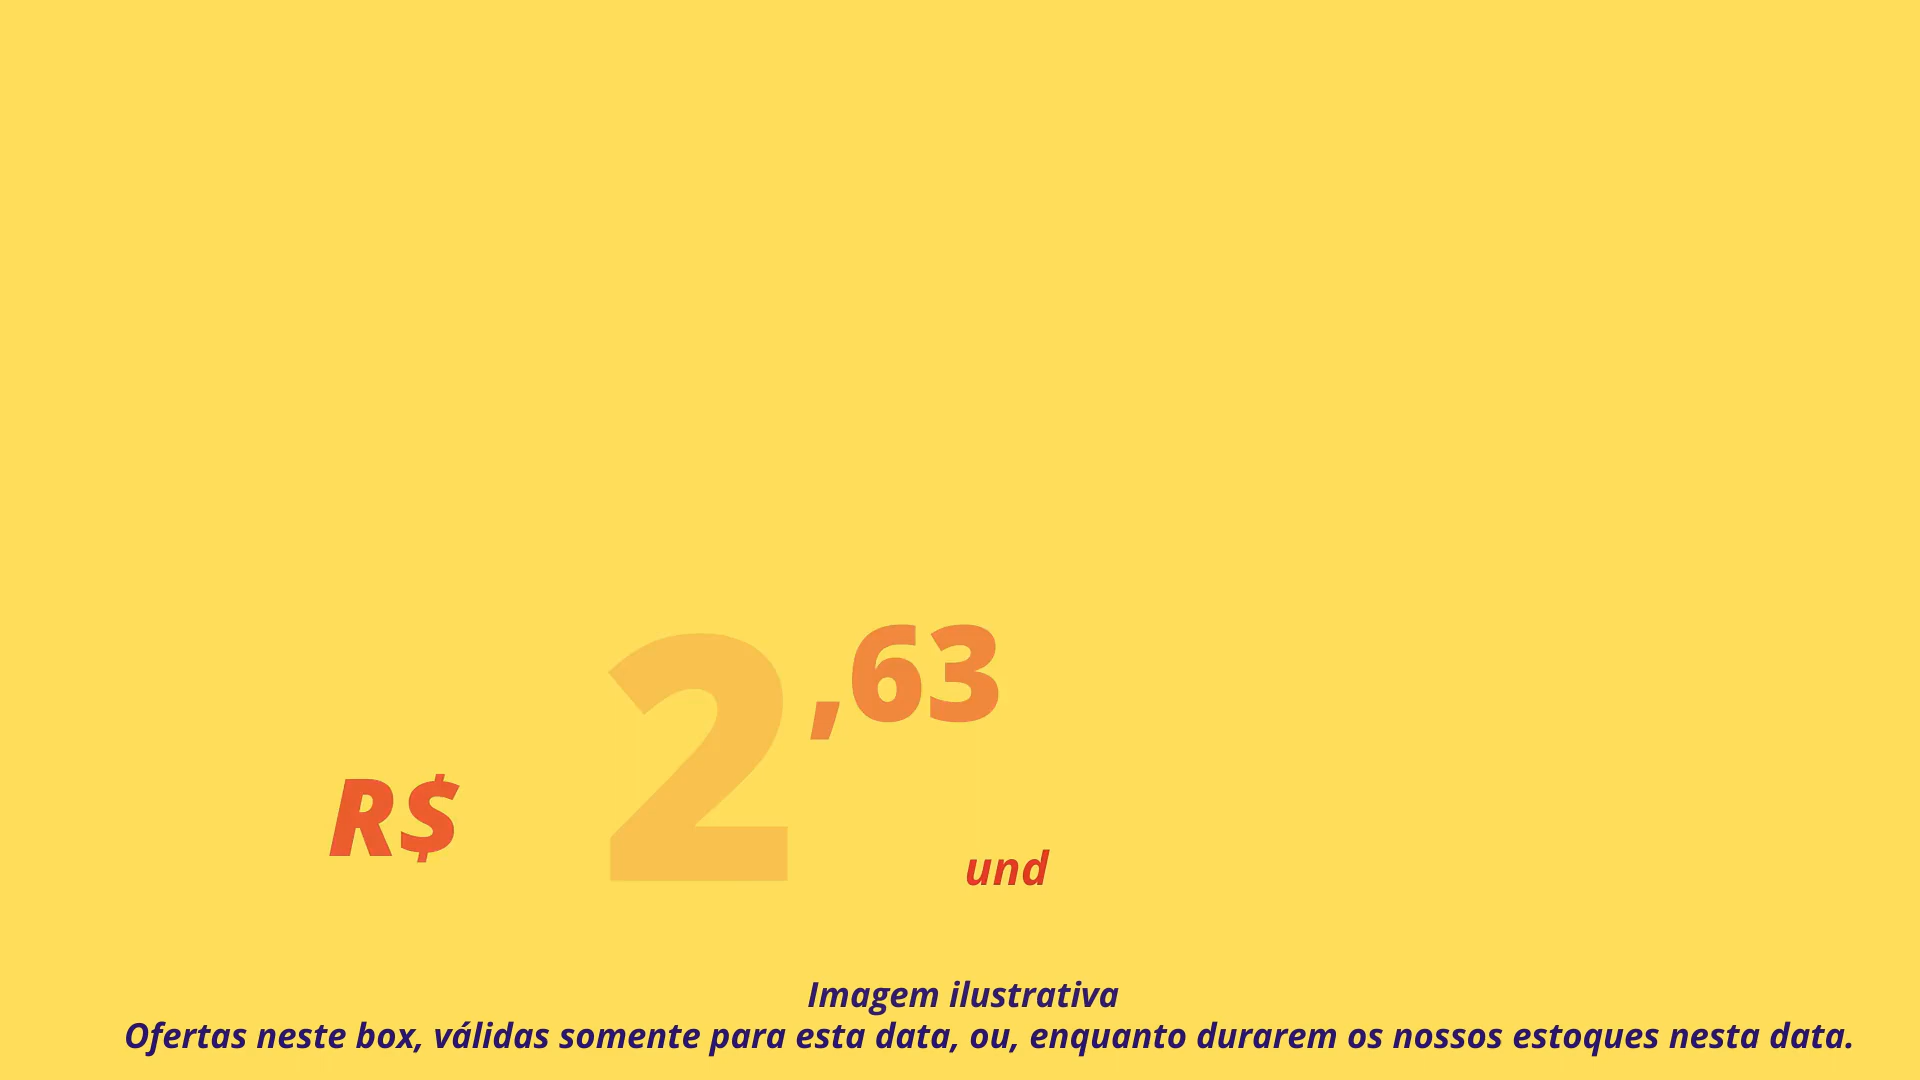 R$ 2,63 und
Imagem ilustrativa
Ofertas neste box, válidas somente para esta data, ou, enquanto durarem os nossos estoques nesta data.